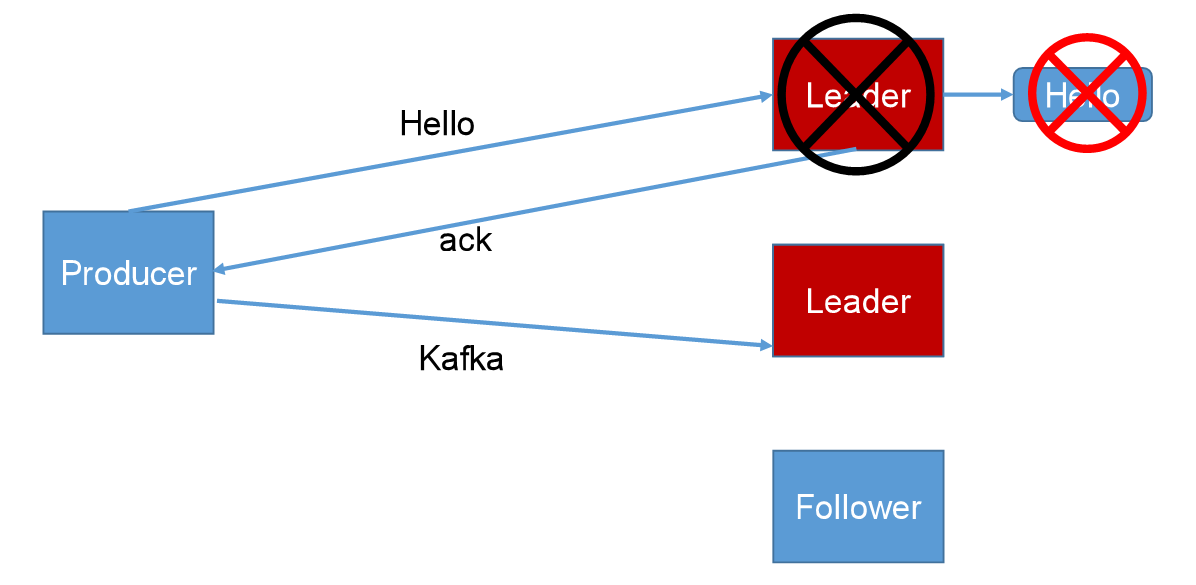 Leader
Hello
Hello
ack
Producer
Leader
Kafka
Follower